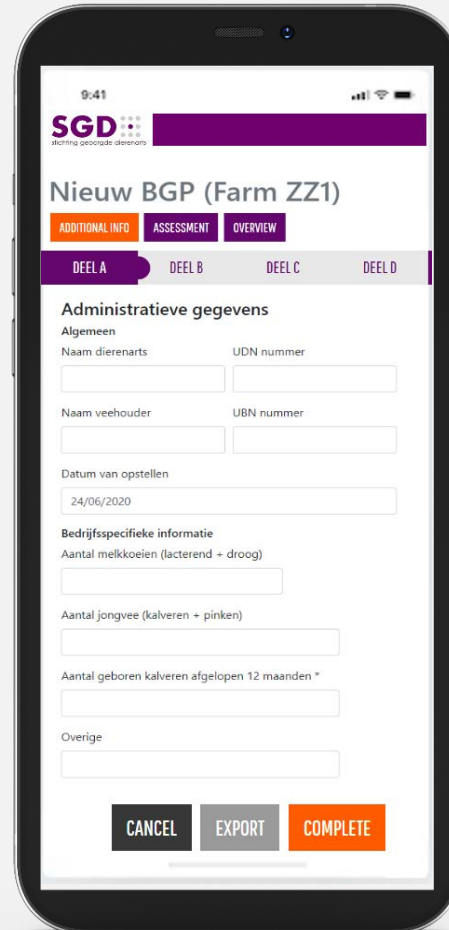 9:41
SGD
stichting geborgde dierenarts
Nieuw BGP (Farm ZZ1)
ADDITIONAL INFO ASSESSMENT OVERVIEW
DEEL A DEEL B DEEL C DEEL D
Administratieve gegevens
Algemeen
Naam dierenarts UDN nummer
Naam veehouder UBN nummer
Datum van opstellen
24/06/2020
Bedrijfsspecifieke informatie
Aantal melkkoeien (lacterend + droog)
Aantal jongvee (kalveren + pinken)
Aantal geboren kalveren afgelopen 12 maanden *
Overige
CANCEL EXPORT COMPLETE